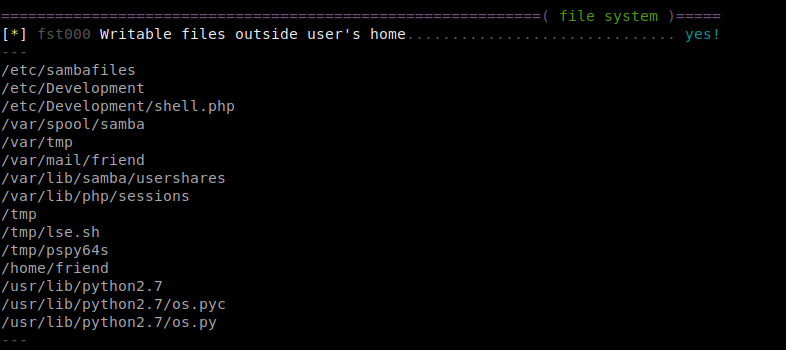 ============================================================( file system )=====
[*] fst000 Writable files outside user's home.............................. yes!
---
/etc/sambafiles
/etc/Development
/etc/Development/shell.php
/var/spool/samba
/var/tmp
/var/mail/friend
/var/lib/samba/usershares
/var/lib/php/sessions
/tmp
/tmp/lse.sh
/tmp/pspy64s
/home/friend
/usr/lib/python2.7
/usr/lib/python2.7/os.pyc
/usr/lib/python2.7/os.py
---